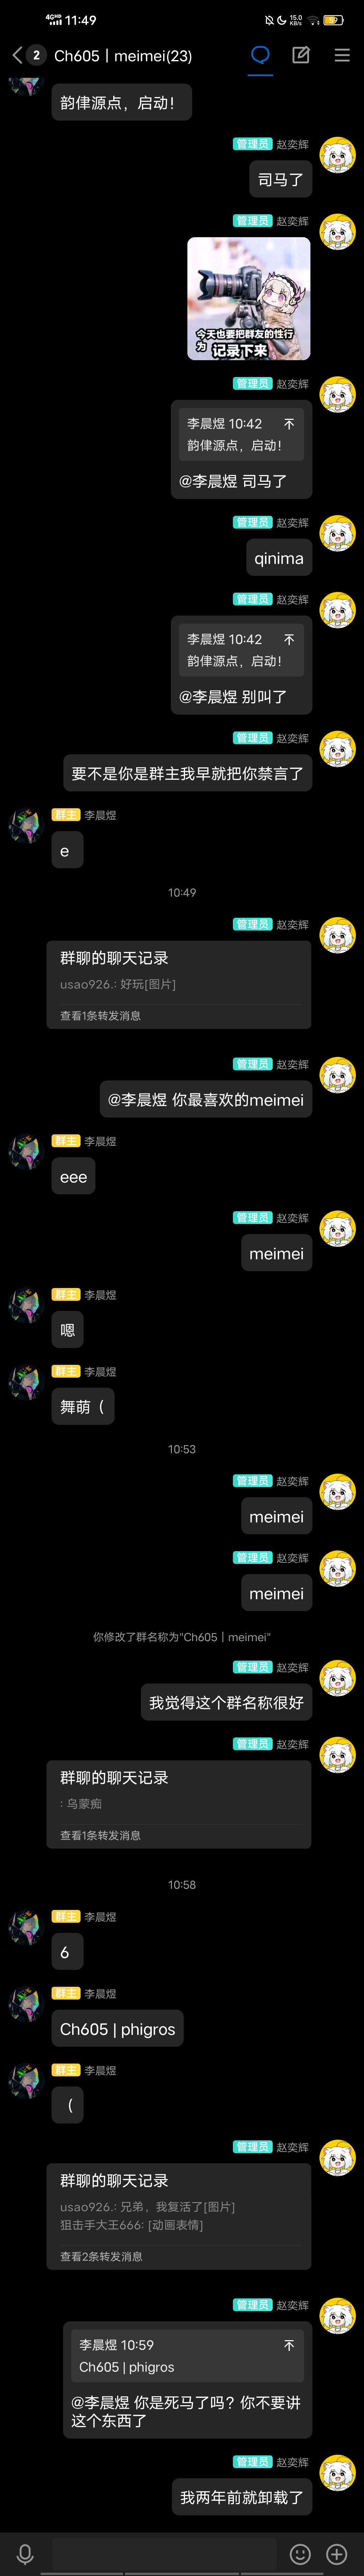 4GHD 11:49 15.0 KB/s
2 Ch605｜meimei(23)
韵侓源点，启动！
管理员 赵奕辉
司马了
管理员 赵奕辉
今天也要把群友的性行
为 记录下来
管理员 赵奕辉
李晨煜 10:42
韵侓源点，启动！
@李晨煜 司马了
管理员 赵奕辉
qinima
管理员 赵奕辉
李晨煜 10:42
韵侓源点，启动！
@李晨煜 别叫了
管理员 赵奕辉
要不是你是群主我早就把你禁言了
群主 李晨煜
e
10:49
管理员 赵奕辉
群聊的聊天记录
usao926.: 好玩[图片]
查看1条转发消息
管理员 赵奕辉
@李晨煜 你最喜欢的meimei
群主 李晨煜
eee
管理员 赵奕辉
meimei
群主 李晨煜
嗯
群主 李晨煜
舞萌（
10:53
管理员 赵奕辉
meimei
管理员 赵奕辉
meimei
你修改了群名称为"Ch605｜meimei"
管理员 赵奕辉
我觉得这个群名称很好
管理员 赵奕辉
群聊的聊天记录
: 乌蒙痴
查看1条转发消息
10:58
群主 李晨煜
6
群主 李晨煜
Ch605 | phigros
群主 李晨煜
（
管理员 赵奕辉
群聊的聊天记录
usao926.: 兄弟，我复活了[图片]
狙击手大王666: [动画表情]
查看2条转发消息
管理员 赵奕辉
李晨煜 10:59
Ch605 | phigros
@李晨煜 你是死马了吗？你不要讲
这个东西了
管理员 赵奕辉
我两年前就卸载了